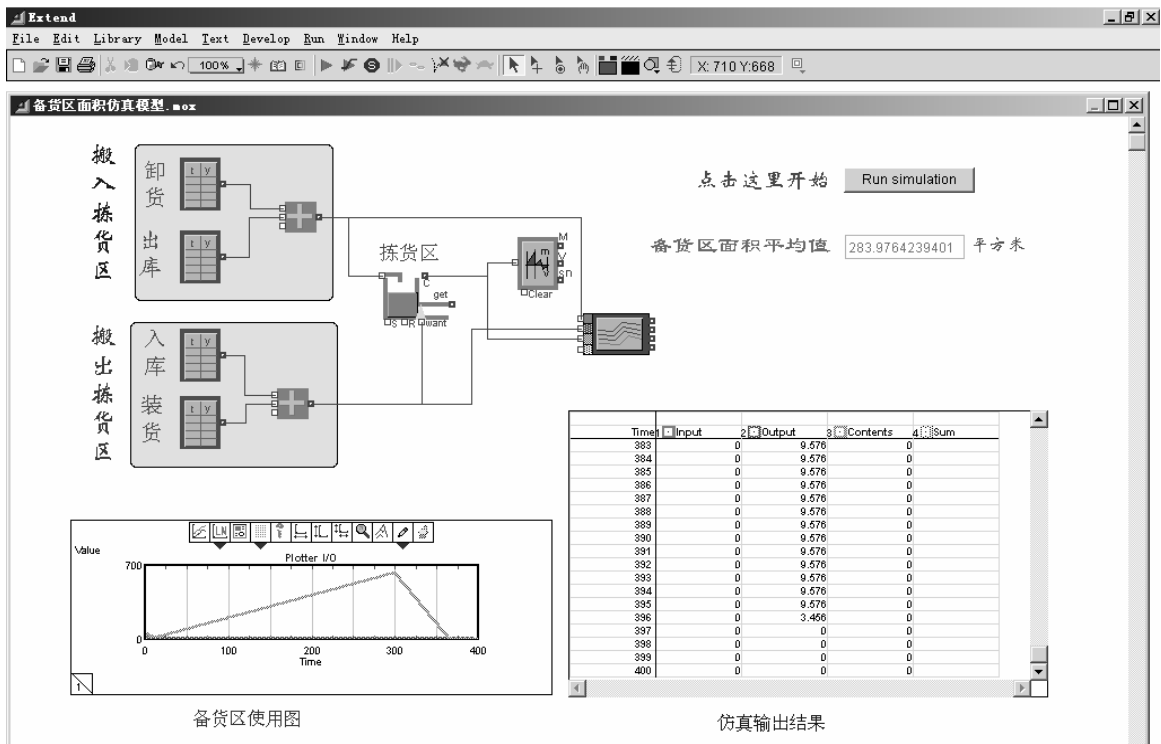 Extend
File Edit Library Model Text Develop Run Window Help
100%
X: 710 Y:668
备货区面积仿真模型.mox
搬入拣货区
卸货
t y
出库
t y
拣货区
C
get
S R want
M
V
sn
Clear
点击这里开始 Run simulation
备货区面积平均值 283.9764239401 平方米
搬出拣货区
入库
t y
装货
t y
Value
Plotter I/O
700
0
0 100 200 300 400
Time
1
备货区使用图
Time 1 Input 2 Output 3 Contents 4 Sum
383 0 9.576 0
384 0 9.576 0
385 0 9.576 0
386 0 9.576 0
387 0 9.576 0
388 0 9.576 0
389 0 9.576 0
390 0 9.576 0
391 0 9.576 0
392 0 9.576 0
393 0 9.576 0
394 0 9.576 0
395 0 9.576 0
396 0 3.456 0
397 0 0 0
398 0 0 0
399 0 0 0
400 0 0 0
仿真输出结果